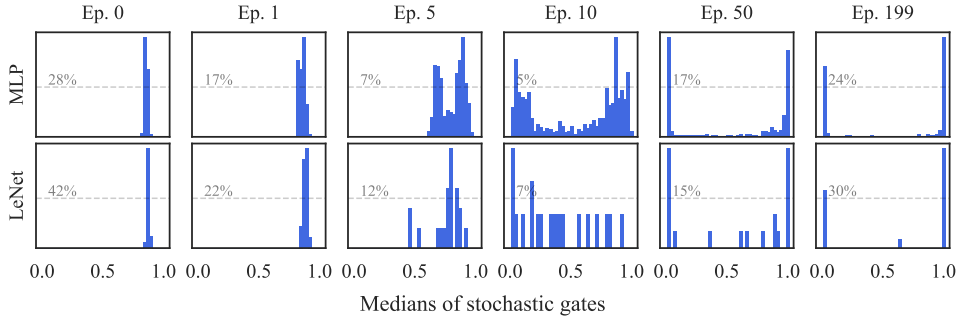 Ep. 0 Ep. 1 Ep. 5 Ep. 10 Ep. 50 Ep. 199
MLP 28% 17% 7% 5% 17% 24%
LeNet 42% 22% 12% 7% 15% 30%
0.0 0.5 1.0 0.0 0.5 1.0 0.0 0.5 1.0 0.0 0.5 1.0 0.0 0.5 1.0 0.0 0.5 1.0
Medians of stochastic gates